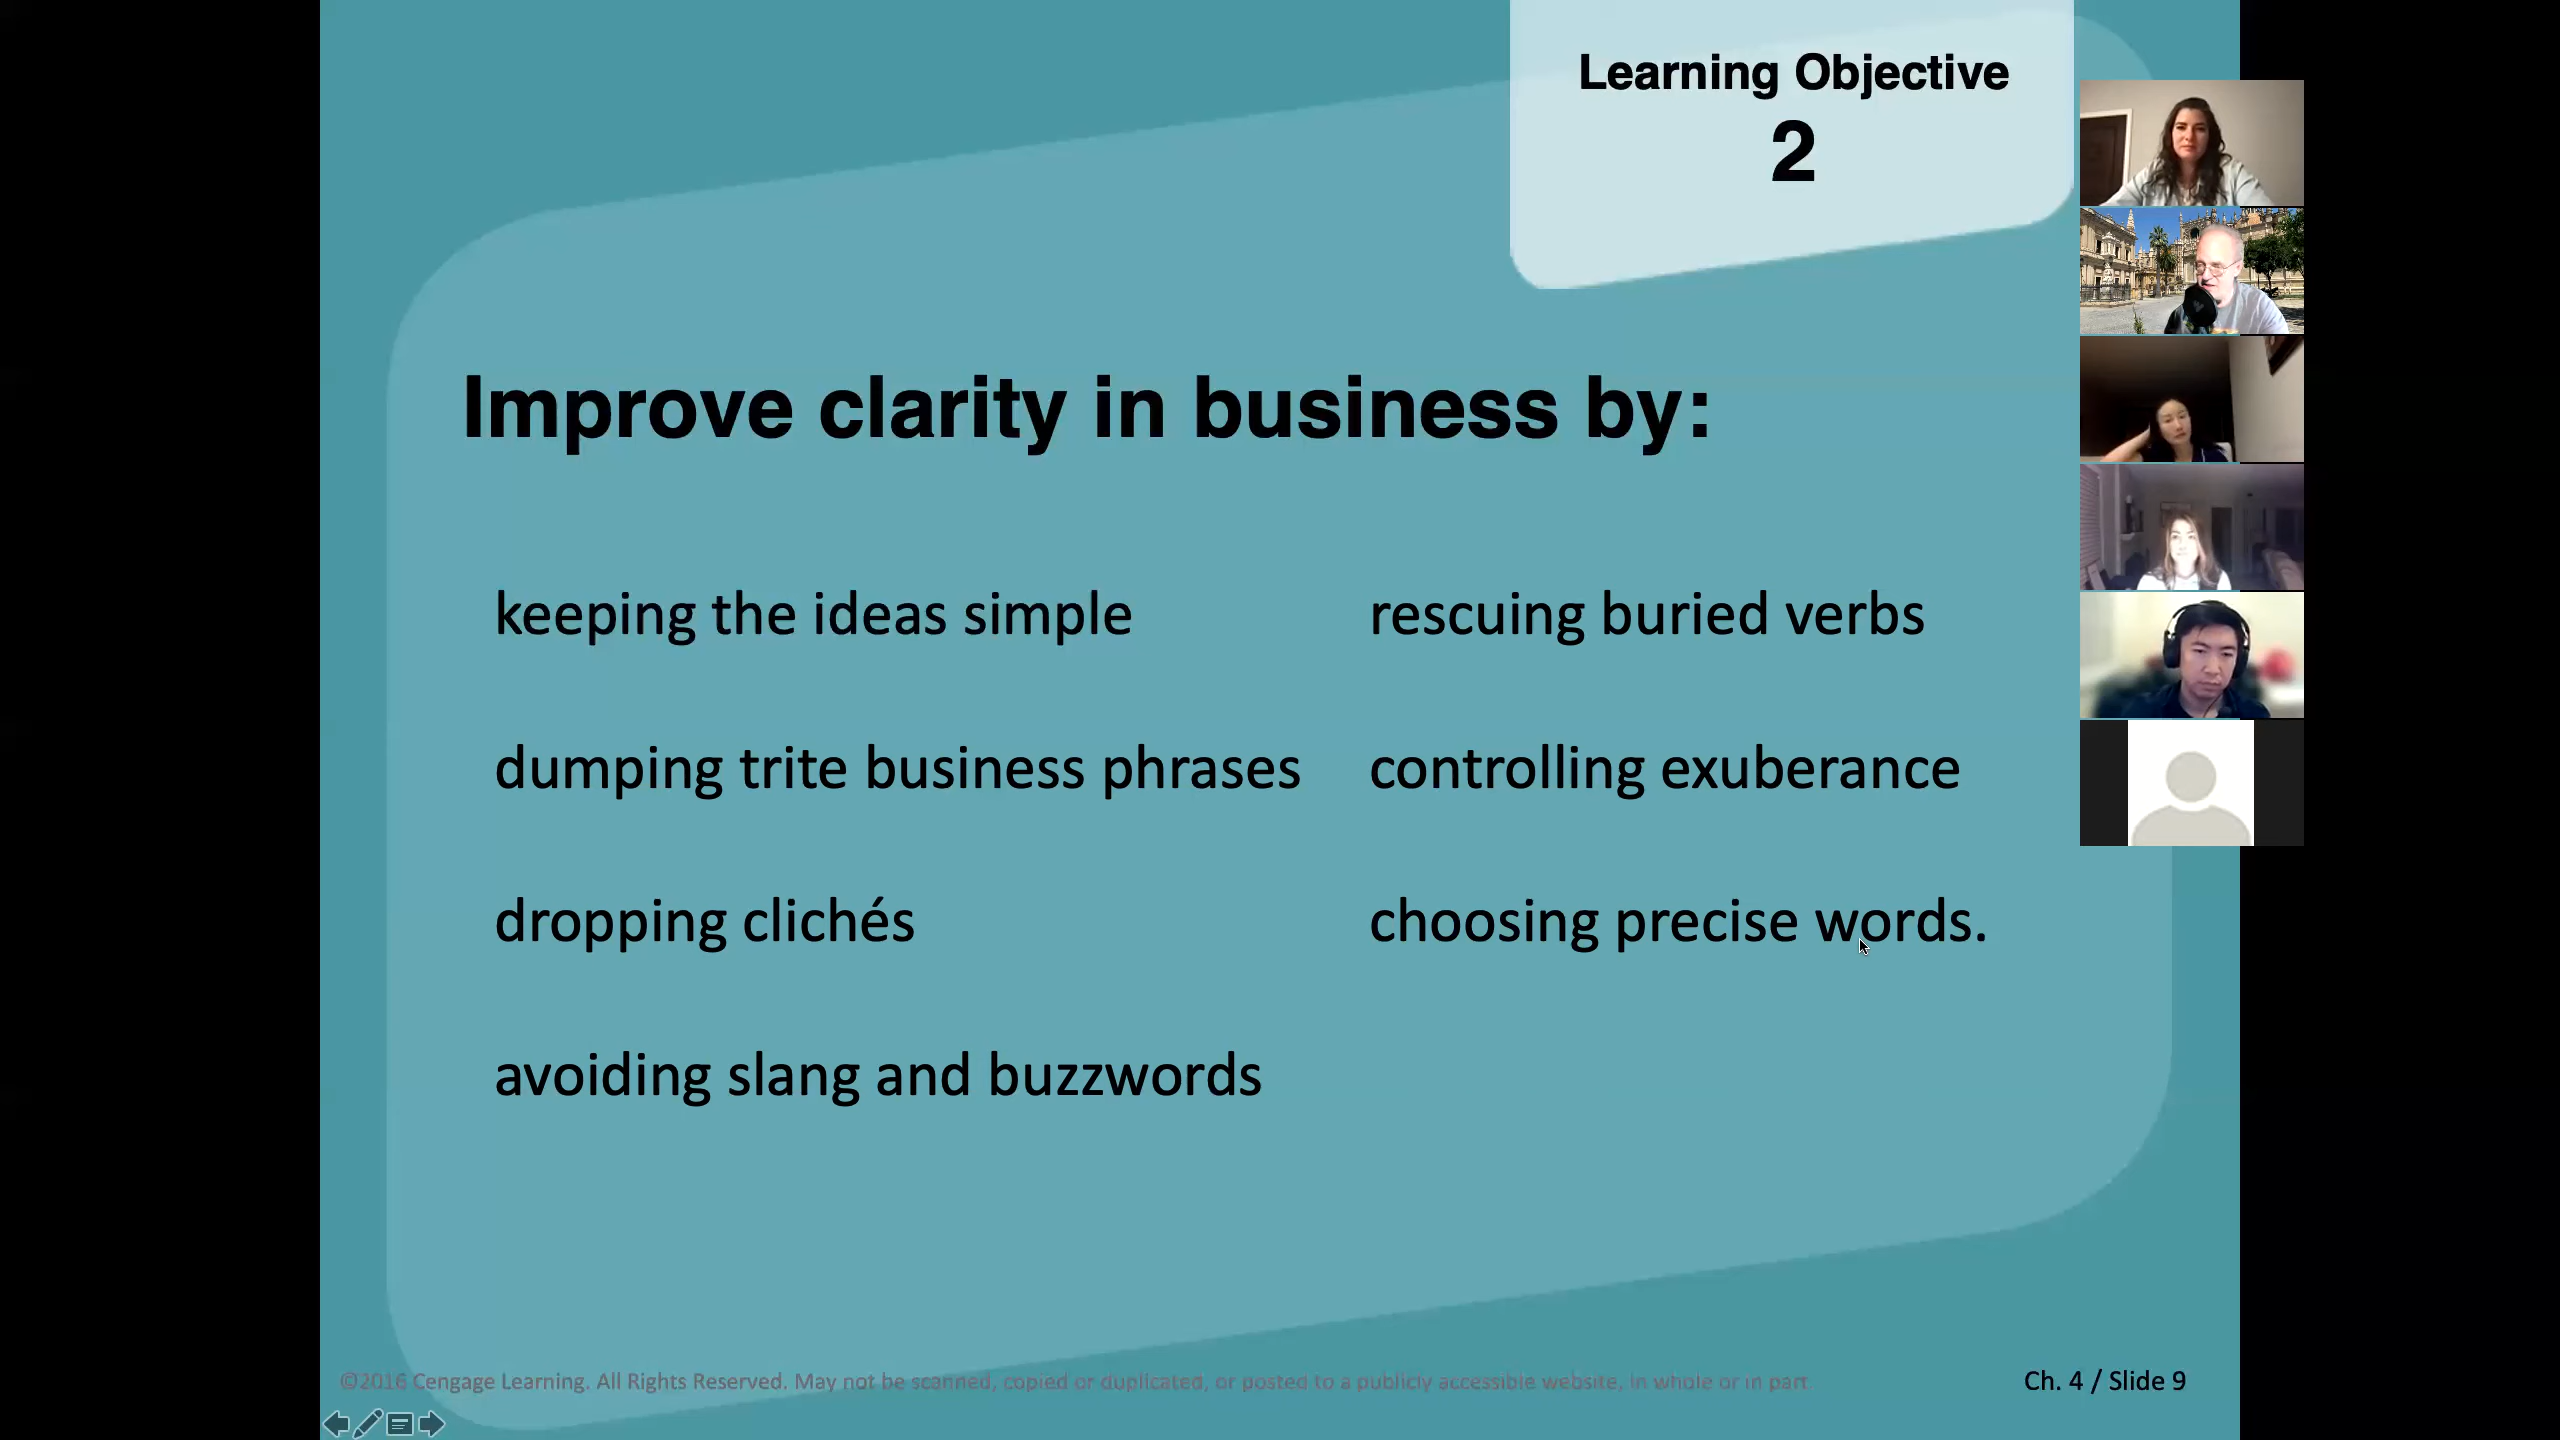 Learning Objective
2
Improve clarity in business by:
keeping the ideas simple
dumping trite business phrases
dropping clichés
avoiding slang and buzzwords
rescuing buried verbs
controlling exuberance
choosing precise words.
©2016 Cengage Learning. All Rights Reserved. May not be scanned, copied or duplicated, or posted to a publicly accessible website, in whole or in part.
Ch. 4 / Slide 9